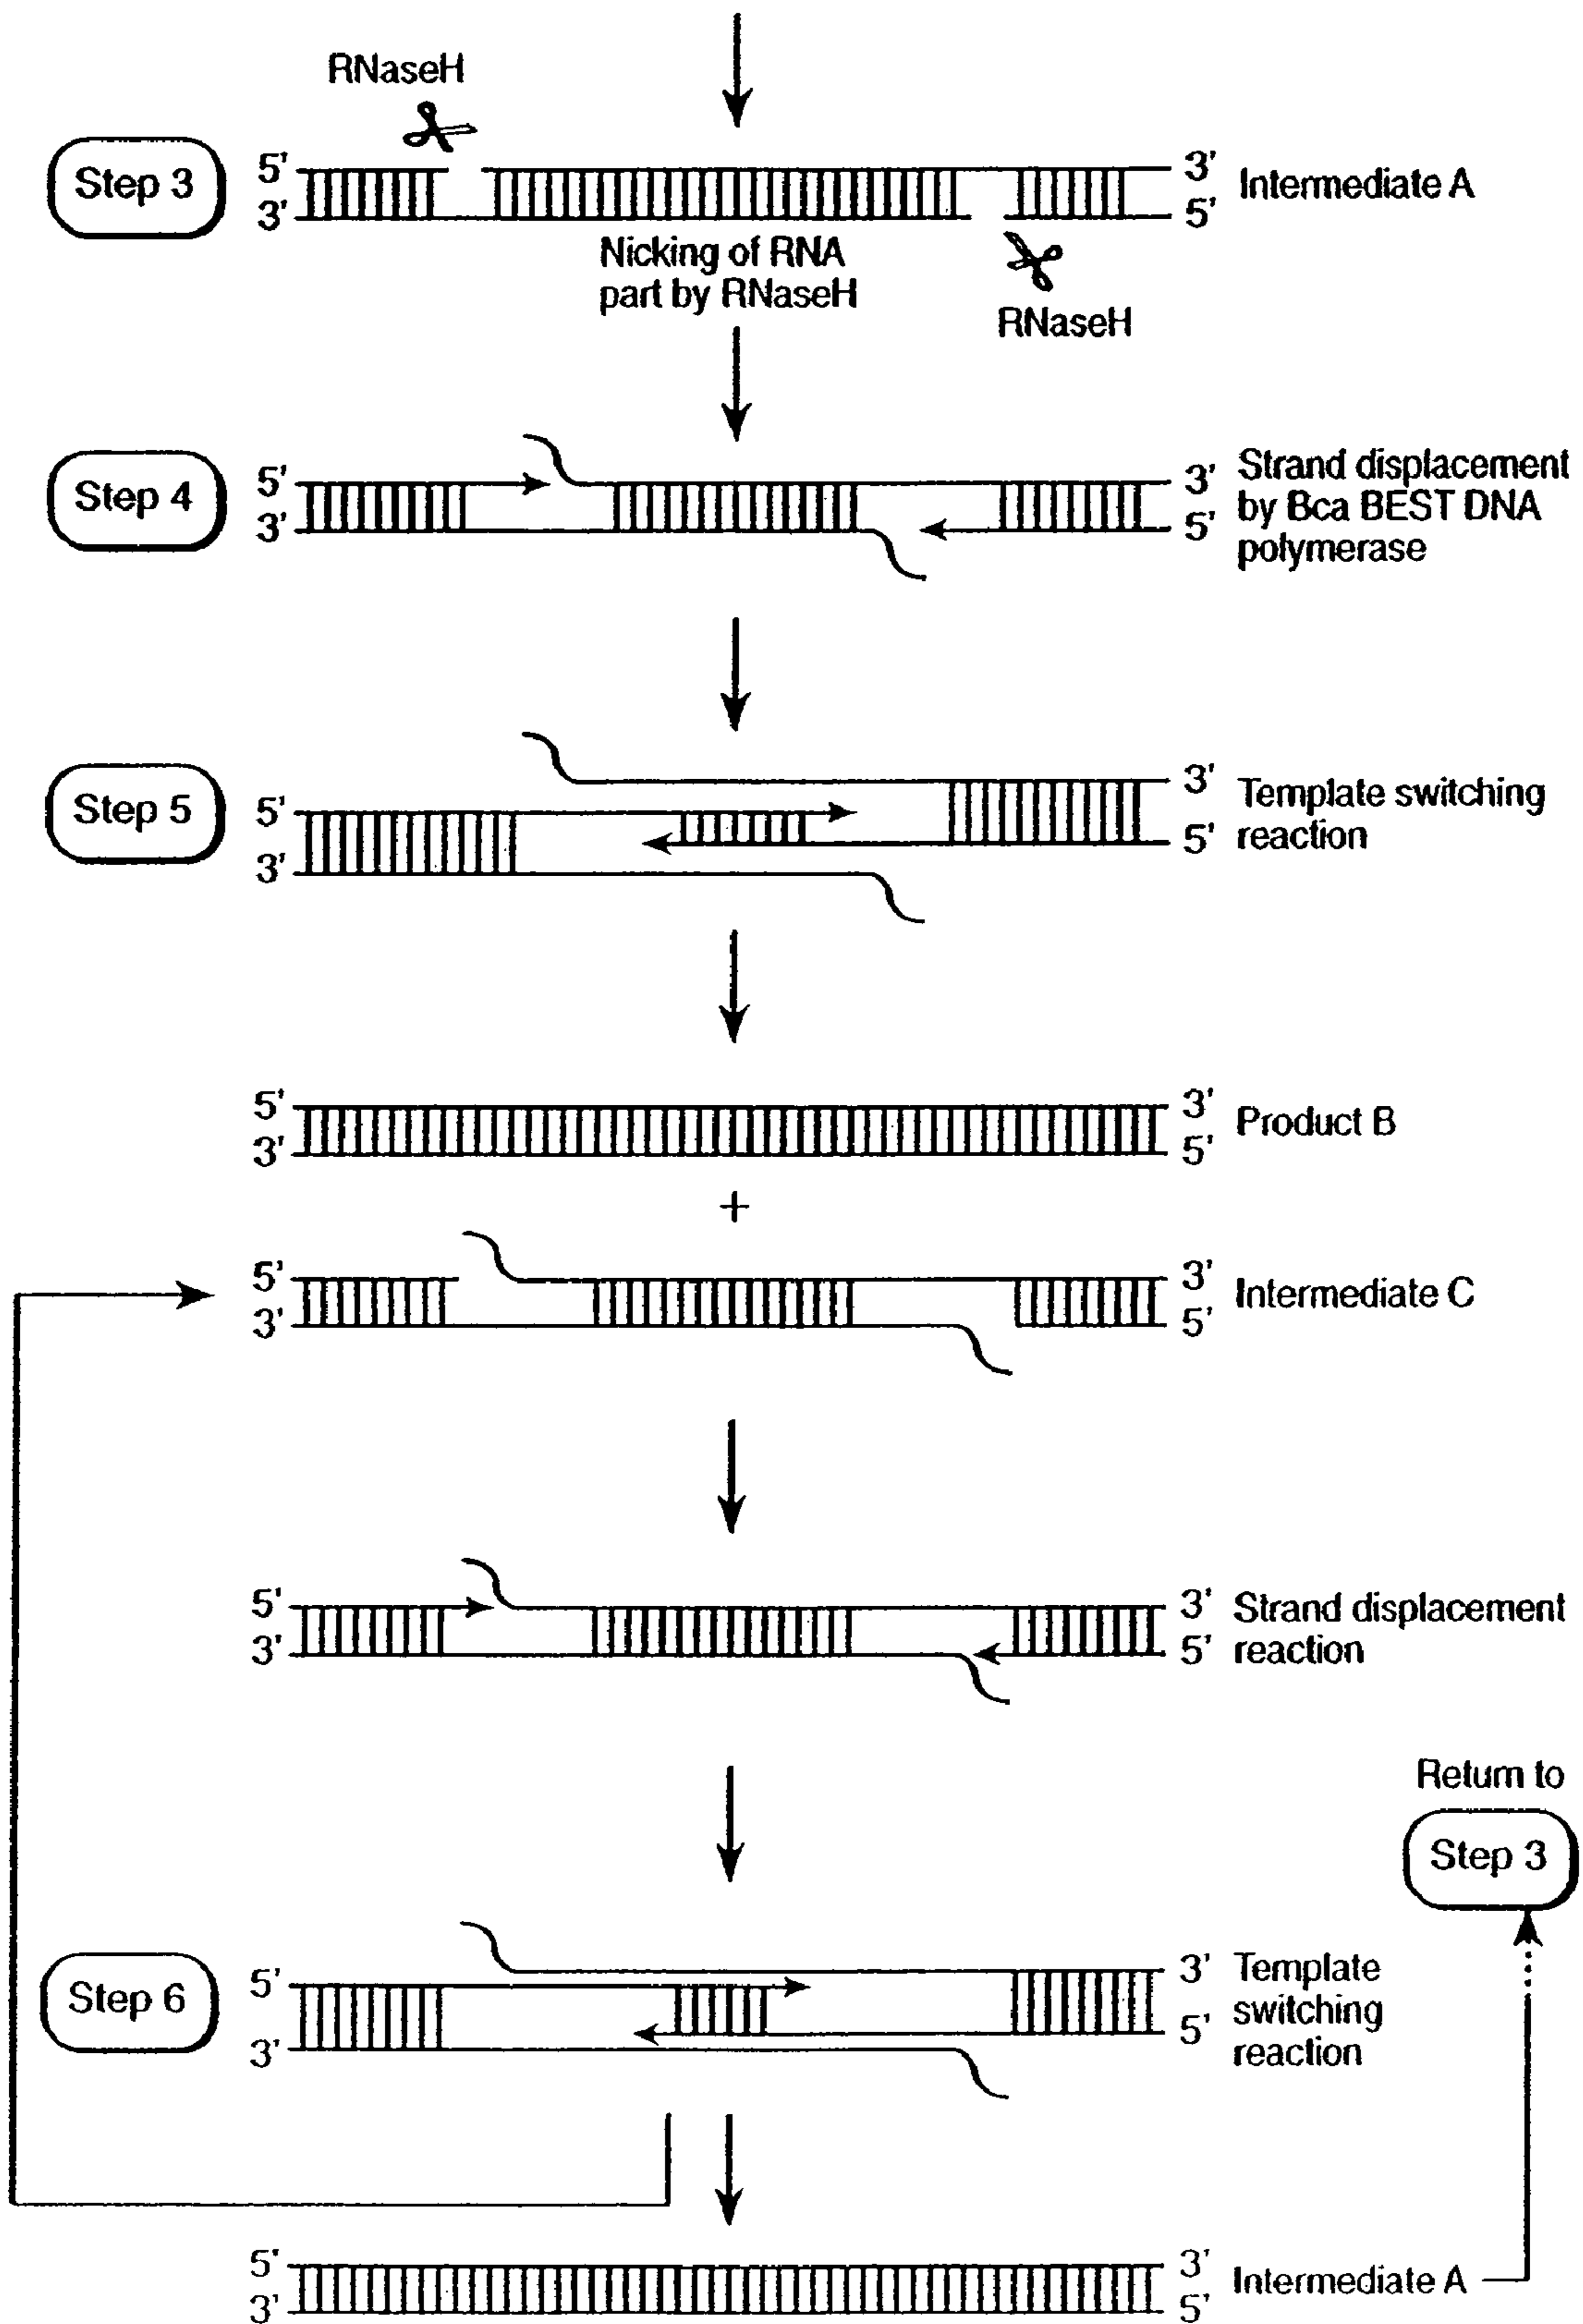 RNaseH
Step 3
5' 3'
3' 5'
Intermediate A
Nicking of RNA
part by RNaseH
RNaseH
Step 4
5' 3'
3' 5'
Strand displacement
by Bca BEST DNA
polymerase
Step 5
5' 3'
3' 5'
Template switching
reaction
5' 3'
3' 5'
Product B
+
5' 3'
3' 5'
Intermediate C
5' 3'
3' 5'
Strand displacement
reaction
Return to
Step 3
Step 6
5' 3'
3' 5'
Template
switching
reaction
5' 3'
3' 5'
Intermediate A